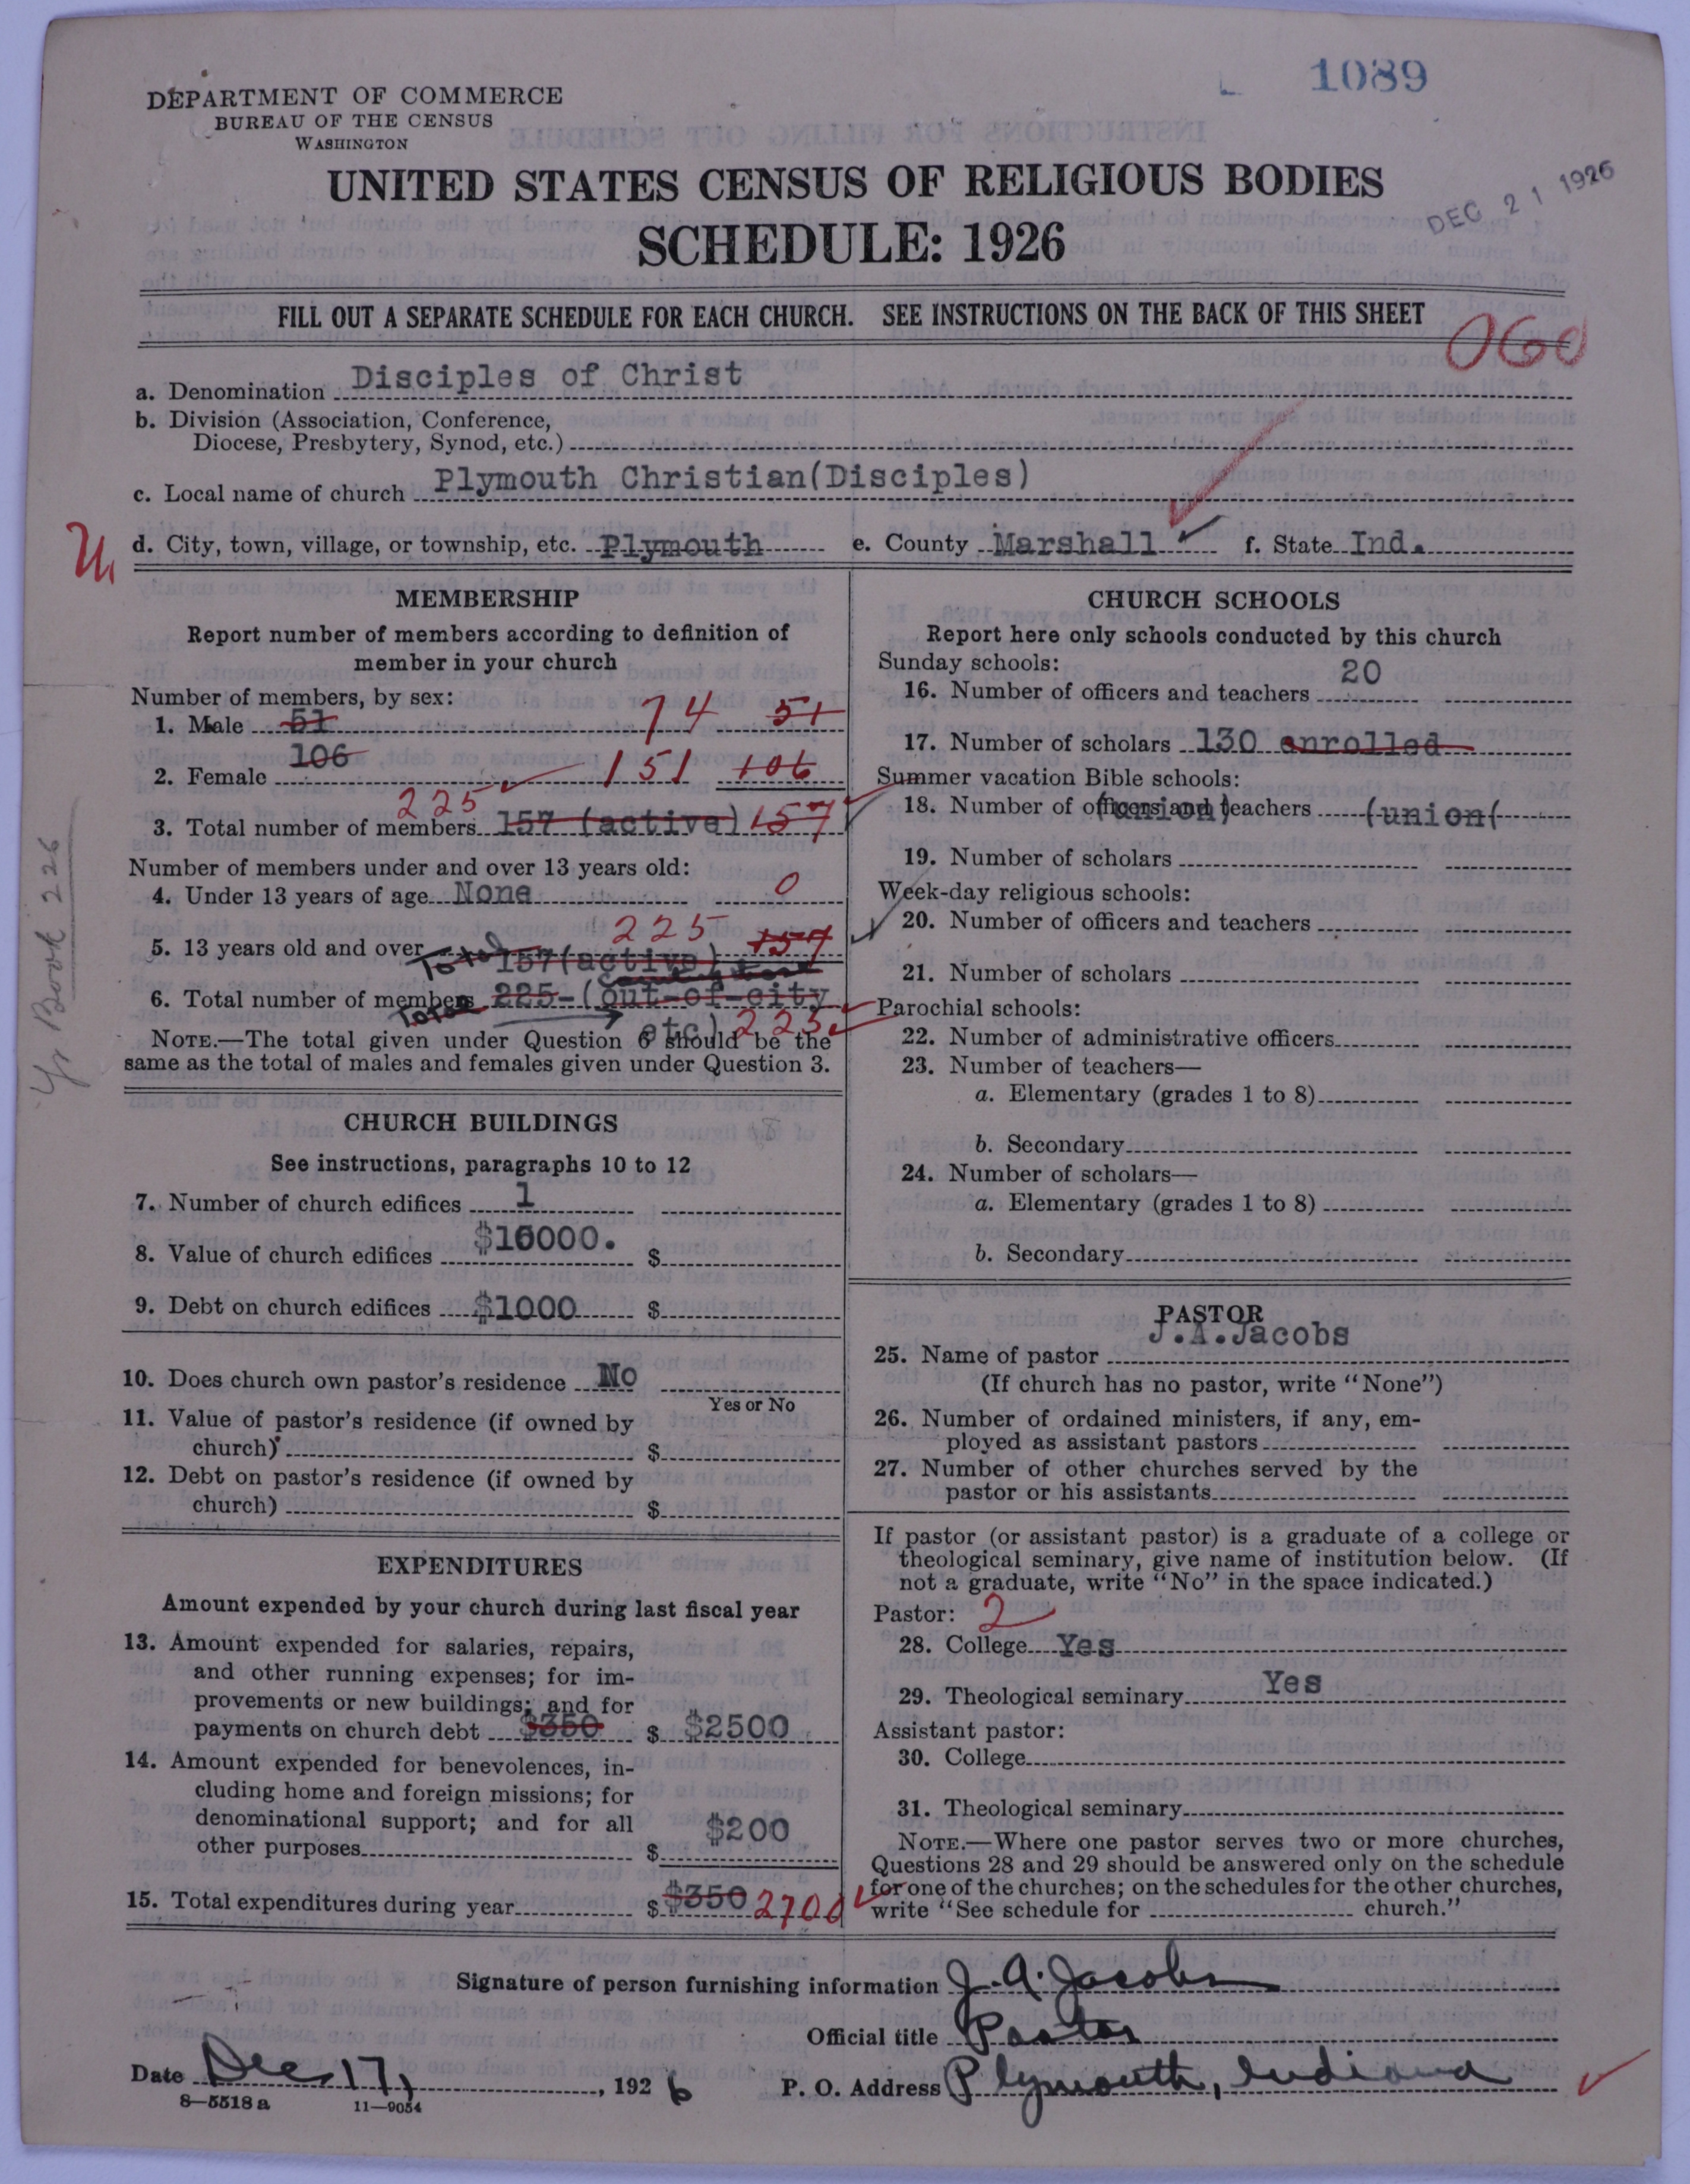 1089
DEPARTMENT OF COMMERCE
BUREAU OF THE CENSUS
WASHINGTON
UNITED STATES CENSUS OF RELIGIOUS BODIES
DEC 21 1926
SCHEDULE: 1926
FILL OUT A SEPARATE SCHEDULE FOR EACH CHURCH. SEE INSTRUCTIONS ON THE BACK OF THIS SHEET
060
a. Denomination Disciples of Christ
b. Division (Association, Conference,
Diocese, Presbytery, Synod, etc.)
c. Local name of church Plymouth Christian(Disciples)
d. City, town, village, or township, etc. Plymouth e. County Marshall f. State Ind.
MEMBERSHIP
Report number of members according to definition of
member in your church
Number of members, by sex:
1. Male 51 74 51
2. Female 106 151 106
225
3. Total number of members 157 (active) 157
Number of members under and over 13 years old:
4. Under 13 years of age None 0
225
5. 13 years old and over Total 157(active) 157
6. Total number of members 225-(out-of-city
Total etc) 225
NOTE.—The total given under Question 6 should be the
same as the total of males and females given under Question 3.
Yr Book 226
CHURCH BUILDINGS
See instructions, paragraphs 10 to 12
7. Number of church edifices 1
8. Value of church edifices $16000. $
9. Debt on church edifices $1000 $
10. Does church own pastor's residence No
Yes or No
11. Value of pastor's residence (if owned by
church) $
12. Debt on pastor's residence (if owned by
church) $
EXPENDITURES
Amount expended by your church during last fiscal year
13. Amount expended for salaries, repairs,
and other running expenses; for im-
provements or new buildings; and for
payments on church debt $350 $ $2500
14. Amount expended for benevolences, in-
cluding home and foreign missions; for
denominational support; and for all
other purposes $ $200
15. Total expenditures during year $ $350 2700
CHURCH SCHOOLS
Report here only schools conducted by this church
Sunday schools:
16. Number of officers and teachers 20
17. Number of scholars 130 enrolled
Summer vacation Bible schools:
18. Number of officers and teachers (union) (union(
19. Number of scholars
Week-day religious schools:
20. Number of officers and teachers
21. Number of scholars
Parochial schools:
22. Number of administrative officers
23. Number of teachers—
a. Elementary (grades 1 to 8)
b. Secondary
24. Number of scholars—
a. Elementary (grades 1 to 8)
b. Secondary
PASTOR
25. Name of pastor J.A.Jacobs
(If church has no pastor, write "None")
26. Number of ordained ministers, if any, em-
ployed as assistant pastors
27. Number of other churches served by the
pastor or his assistants
If pastor (or assistant pastor) is a graduate of a college or
theological seminary, give name of institution below. (If
not a graduate, write "No" in the space indicated.)
Pastor: 2
28. College Yes
29. Theological seminary Yes
Assistant pastor:
30. College
31. Theological seminary
NOTE.—Where one pastor serves two or more churches,
Questions 28 and 29 should be answered only on the schedule
for one of the churches; on the schedules for the other churches,
write "See schedule for church."
Signature of person furnishing information J. A. Jacobs
Official title Pastor
Date Dec 17, 1926 P. O. Address Plymouth, Indiana
8—5518 a 11—9054